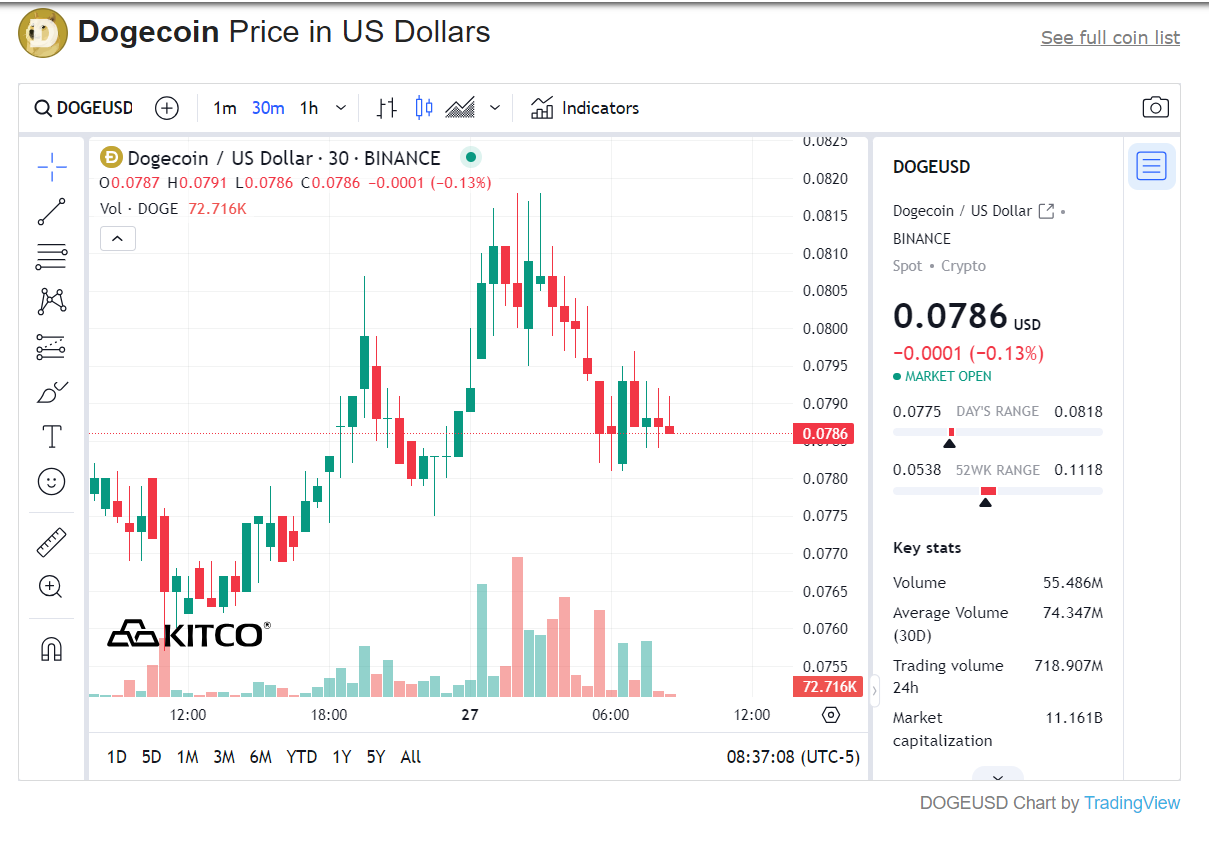 Dogecoin Price in US Dollars
See full coin list
DOGEUSD
1m 30m 1h
Indicators
Dogecoin / US Dollar · 30 · BINANCE
O0.0787 H0.0791 L0.0786 C0.0786 −0.0001 (−0.13%)
Vol · DOGE 72.716K
0.0825
0.0820
0.0815
0.0810
0.0805
0.0800
0.0795
0.0790
0.0786
0.0785
0.0780
0.0775
0.0770
0.0765
0.0760
0.0755
72.716K
KITCO®
12:00 18:00 27 06:00 12:00
1D 5D 1M 3M 6M YTD 1Y 5Y All
08:37:08 (UTC-5)
DOGEUSD
Dogecoin / US Dollar •
BINANCE
Spot • Crypto
0.0786 USD
−0.0001 (−0.13%)
MARKET OPEN
0.0775 DAY'S RANGE 0.0818
0.0538 52WK RANGE 0.1118
Key stats
Volume 55.486M
Average Volume 74.347M
(30D)
Trading volume 718.907M
24h
Market 11.161B
capitalization
DOGEUSD Chart by TradingView